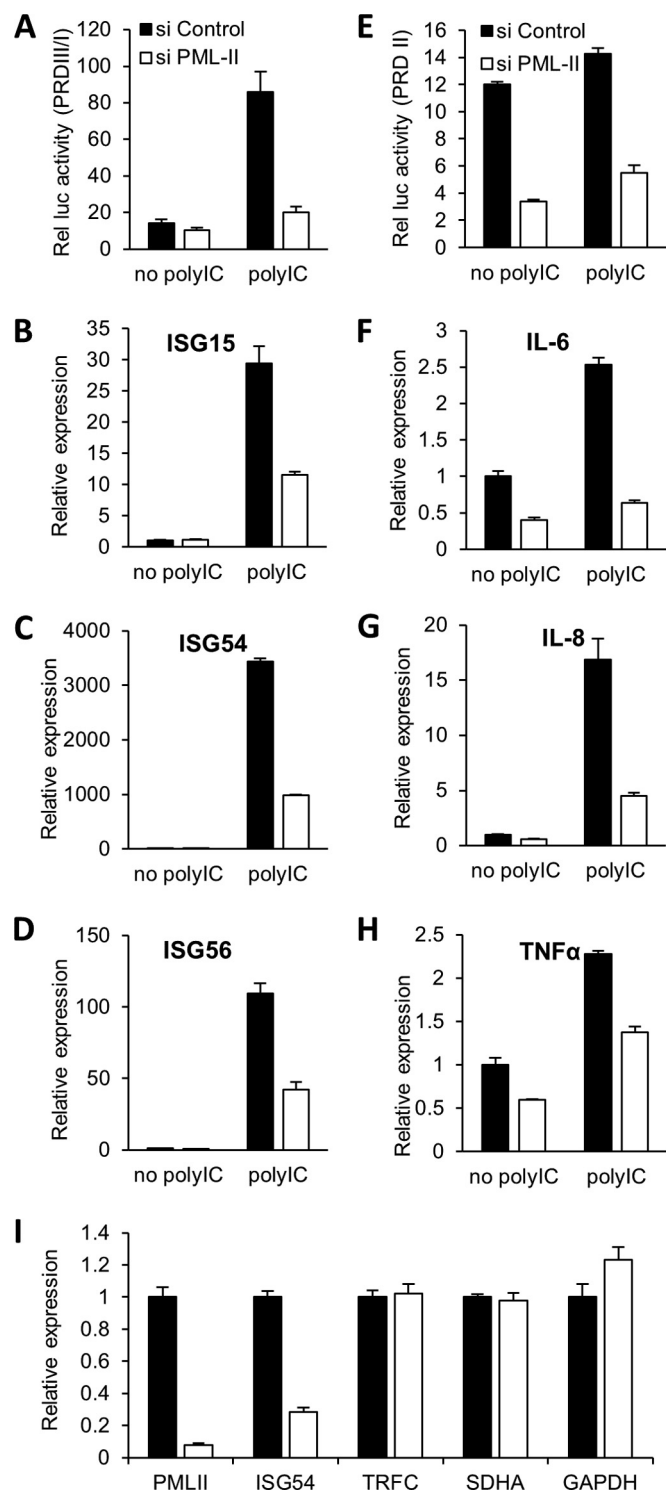 A
si Control
si PML-II
Rel luc activity (PRDIII/I)
120
100
80
60
40
20
0
no polyIC
polyIC
B
ISG15
Relative expression
35
30
25
20
15
10
5
0
no polyIC
polyIC
C
ISG54
Relative expression
4000
3000
2000
1000
0
no polyIC
polyIC
D
ISG56
Relative expression
150
100
50
0
no polyIC
polyIC
E
si Control
si PML-II
Rel luc activity (PRD II)
16
14
12
10
8
6
4
2
0
no polyIC
polyIC
F
IL-6
Relative expression
3
2.5
2
1.5
1
0.5
0
no polyIC
polyIC
G
IL-8
Relative expression
20
15
10
5
0
no polyIC
polyIC
H
TNFα
Relative expression
2.5
2
1.5
1
0.5
0
no polyIC
polyIC
I
Relative expression
1.4
1.2
1
0.8
0.6
0.4
0.2
0
PMLII
ISG54
TRFC
SDHA
GAPDH